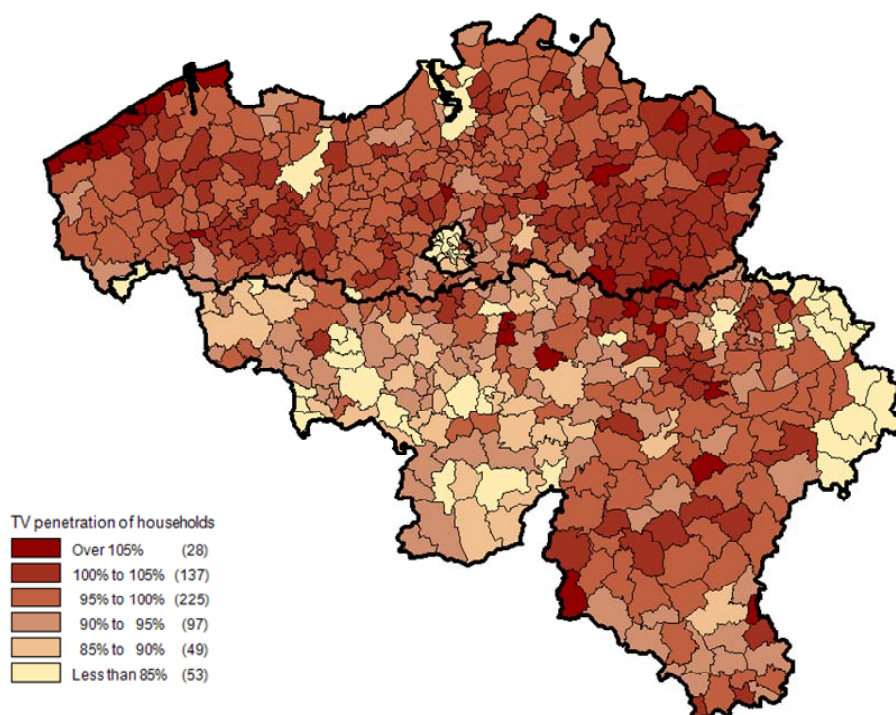 TV penetration of households
Over 105% (28)
100% to 105% (137)
95% to 100% (225)
90% to 95% (97)
85% to 90% (49)
Less than 85% (53)